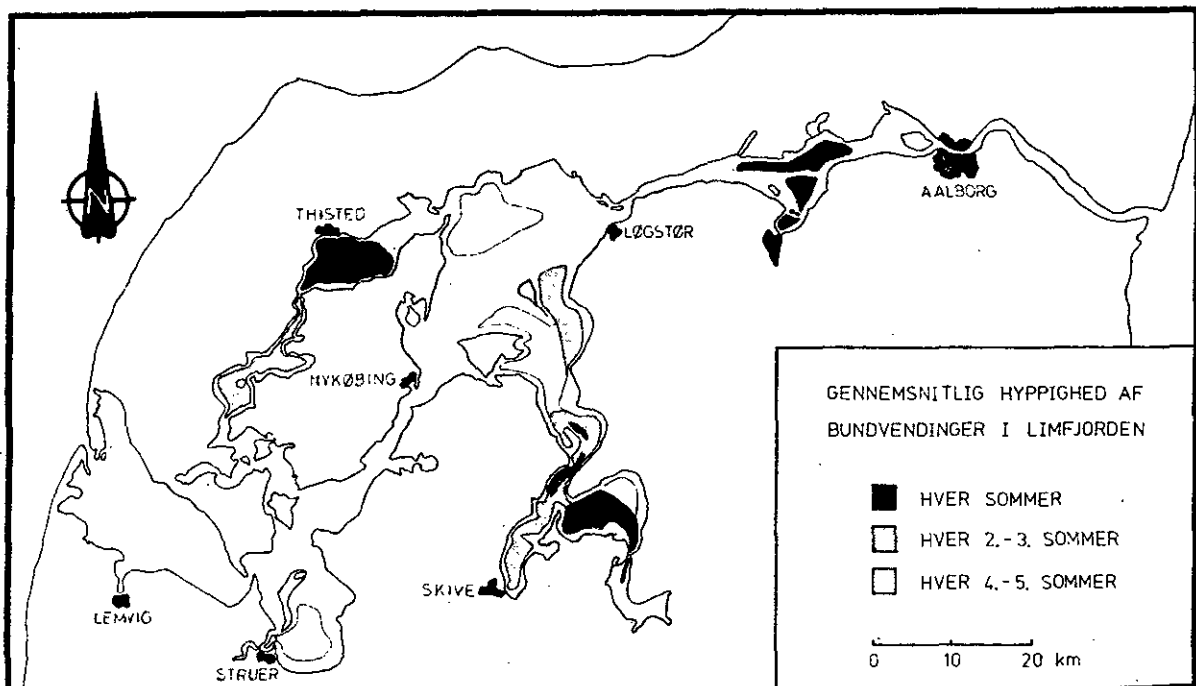 N
AALBORG
THISTED
LØGSTØR
NYKØBING
GENNEMSNITLIG HYPPIGHED AF
BUNDVENDINGER I LIMFJORDEN
HVER SOMMER
HVER 2.-3. SOMMER
HVER 4.-5. SOMMER
SKIVE
LEMVIG
STRUER
0 10 20 km